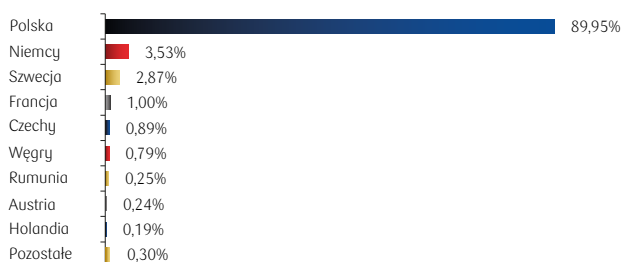 Polska 89,95%
Niemcy 3,53%
Szwecja 2,87%
Francja 1,00%
Czechy 0,89%
Węgry 0,79%
Rumunia 0,25%
Austria 0,24%
Holandia 0,19%
Pozostałe 0,30%